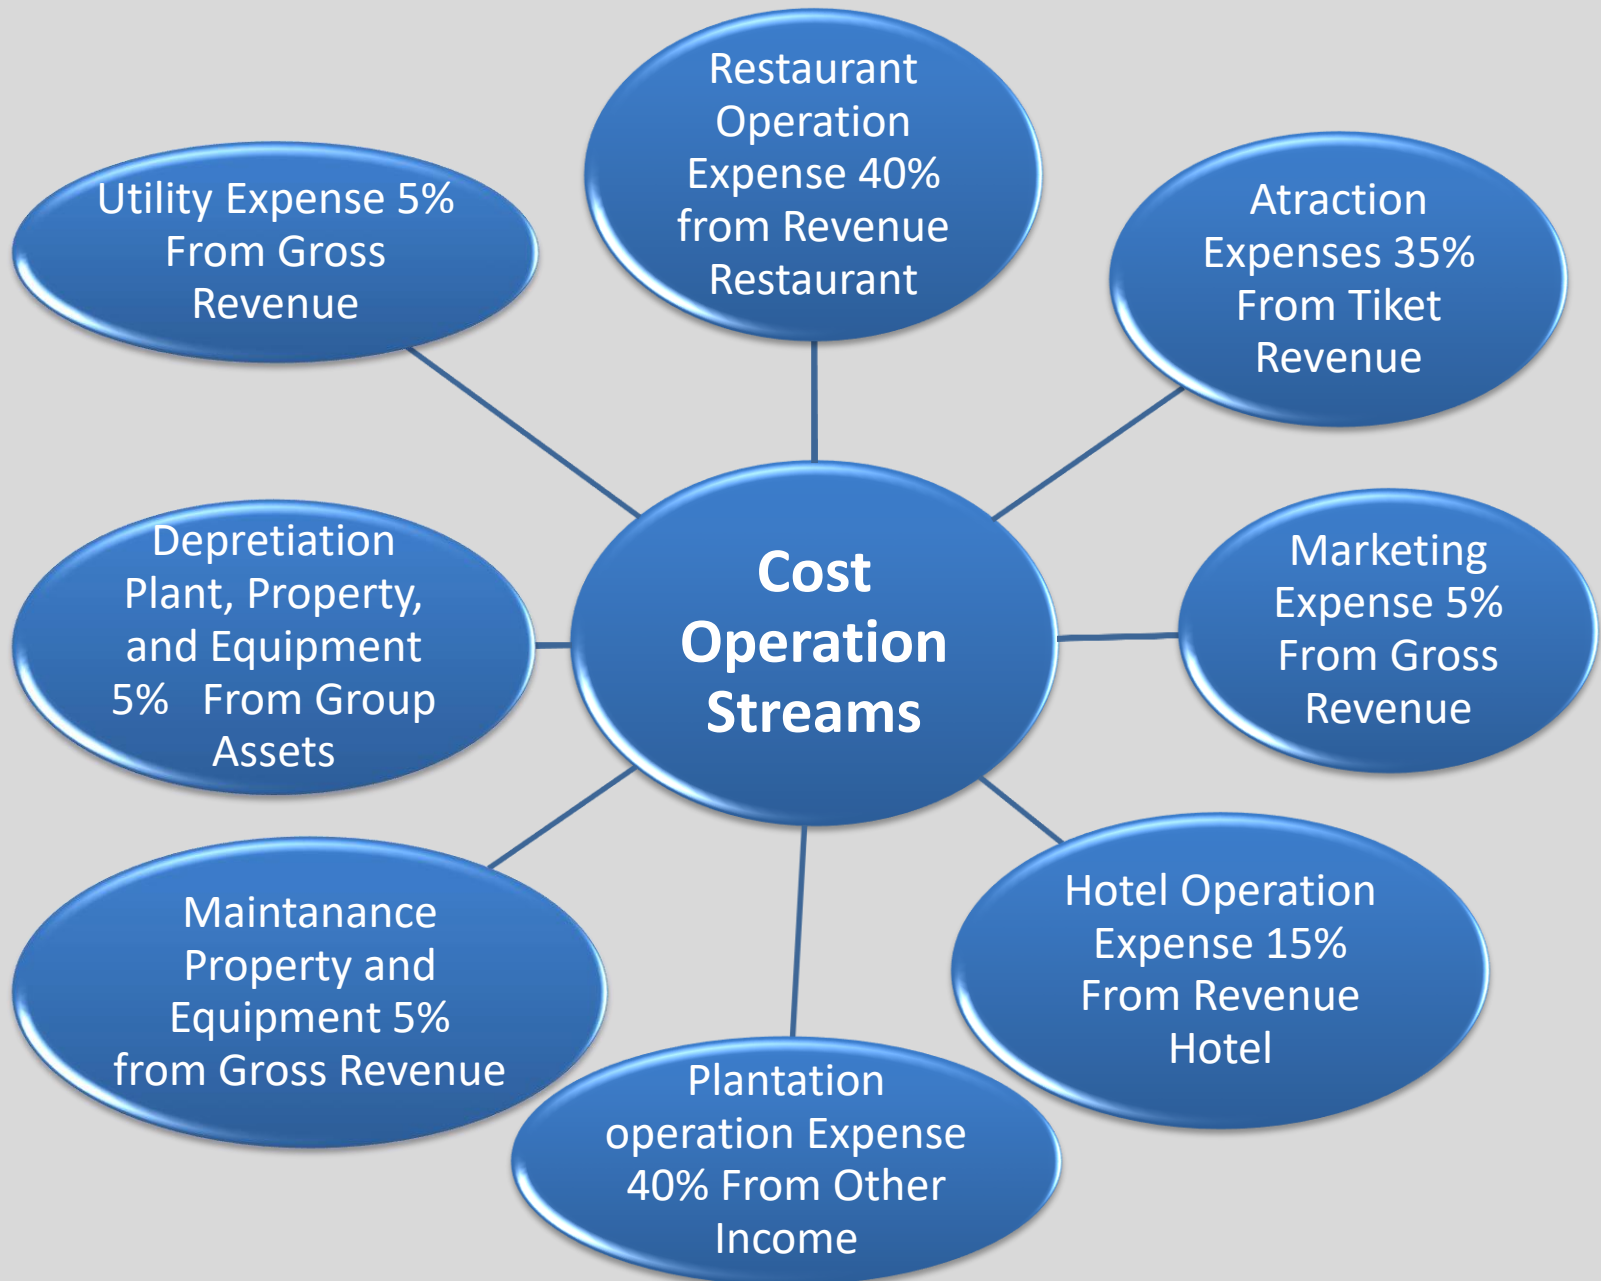 Restaurant
Operation
Expense 40%
from Revenue
Restaurant
Atraction
Expenses 35%
From Tiket
Revenue
Marketing
Expense 5%
From Gross
Revenue
Hotel Operation
Expense 15%
From Revenue
Hotel
Plantation
operation Expense
40% From Other
Income
Maintanance
Property and
Equipment 5%
from Gross Revenue
Depretiation
Plant, Property,
and Equipment
5%   From Group
Assets
Utility Expense 5%
From Gross
Revenue
Cost
Operation
Streams